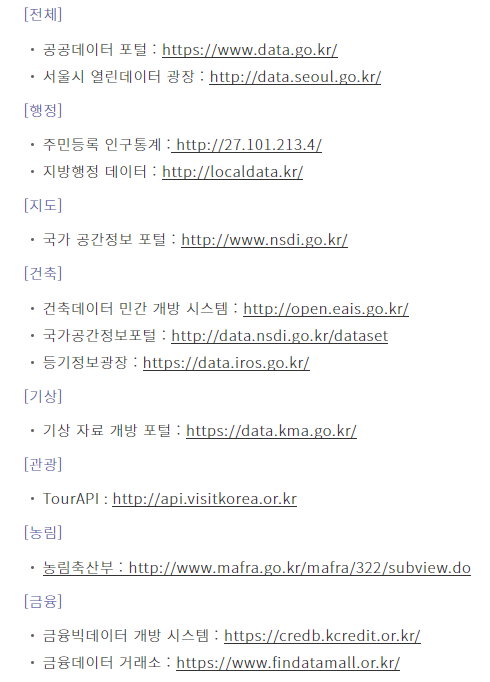 [전체]
• 공공데이터 포털 : https://www.data.go.kr/
• 서울시 열린데이터 광장 : http://data.seoul.go.kr/
[행정]
• 주민등록 인구통계 : http://27.101.213.4/
• 지방행정 데이터 : http://localdata.kr/
[지도]
• 국가 공간정보 포털 : http://www.nsdi.go.kr/
[건축]
• 건축데이터 민간 개방 시스템 : http://open.eais.go.kr/
• 국가공간정보포털 : http://data.nsdi.go.kr/dataset
• 등기정보광장 : https://data.iros.go.kr/
[기상]
• 기상 자료 개방 포털 : https://data.kma.go.kr/
[관광]
• TourAPI : http://api.visitkorea.or.kr
[농림]
• 농림축산부 : http://www.mafra.go.kr/mafra/322/subview.do
[금융]
• 금융빅데이터 개방 시스템 : https://credb.kcredit.or.kr/
• 금융데이터 거래소 : https://www.findatamall.or.kr/